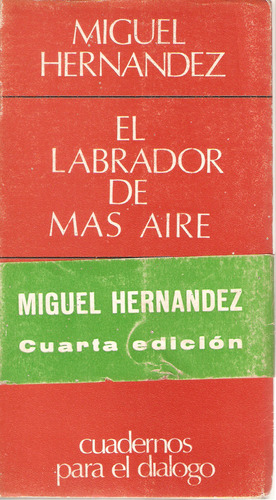 MIGUEL
HERNANDEZ
EL
LABRADOR
DE
MAS AIRE
MIGUEL HERNANDEZ
Cuarta edición
cuadernos
para el dialogo